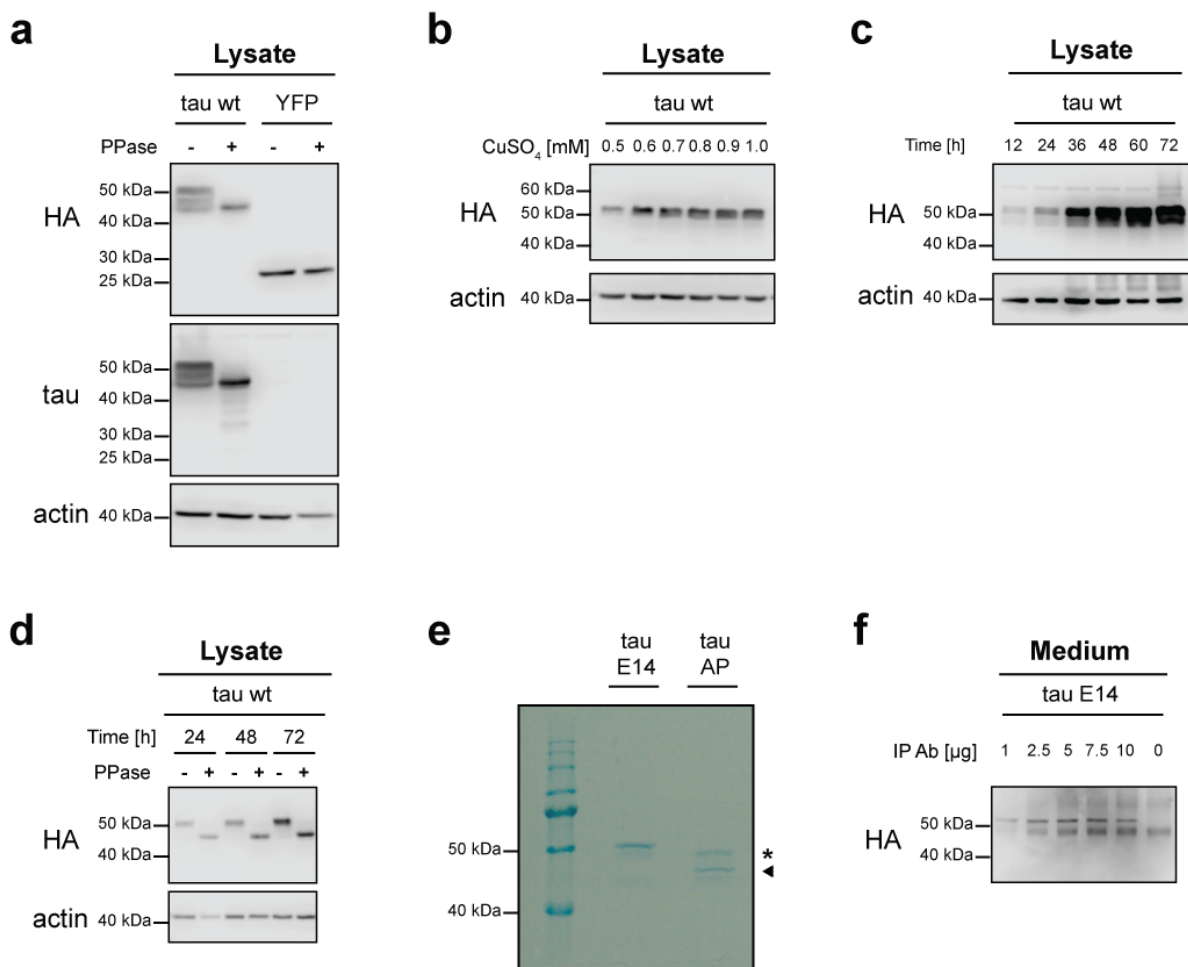 a
Lysate
tau wt YFP
PPase - + - +
HA
50 kDa
40 kDa
30 kDa
25 kDa
tau
50 kDa
40 kDa
30 kDa
25 kDa
actin 40 kDa
b
Lysate
tau wt
CuSO4 [mM] 0.5 0.6 0.7 0.8 0.9 1.0
HA
60 kDa
50 kDa
40 kDa
actin 40 kDa
c
Lysate
tau wt
Time [h] 12 24 36 48 60 72
HA
50 kDa
40 kDa
actin 40 kDa
d
Lysate
tau wt
Time [h] 24 48 72
PPase - + - + - +
HA
50 kDa
40 kDa
actin 40 kDa
e
tau E14
tau AP
50 kDa
*
40 kDa
f
Medium
tau E14
IP Ab [µg] 1 2.5 5 7.5 10 0
HA
50 kDa
40 kDa